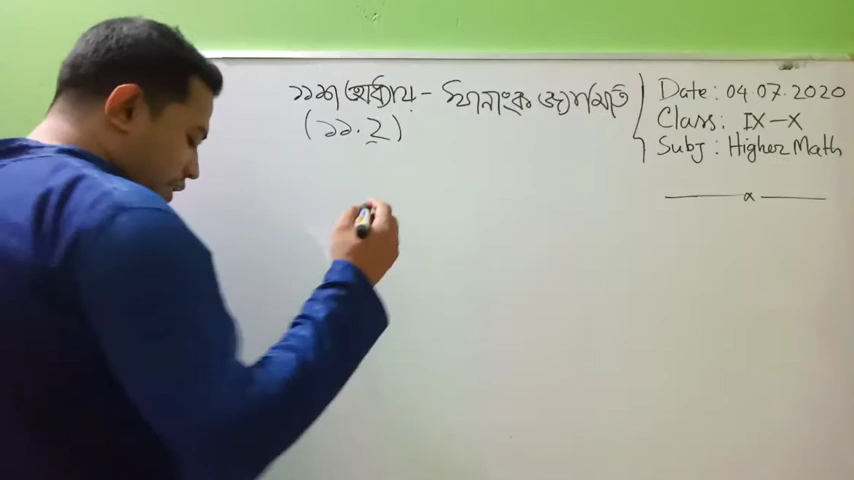 ১১শ অধ্যায় - স্থানাংক জ্যামিতি
(১১.২)
Date: 04.07.2020
Class: IX-X
Subj: Higher Math